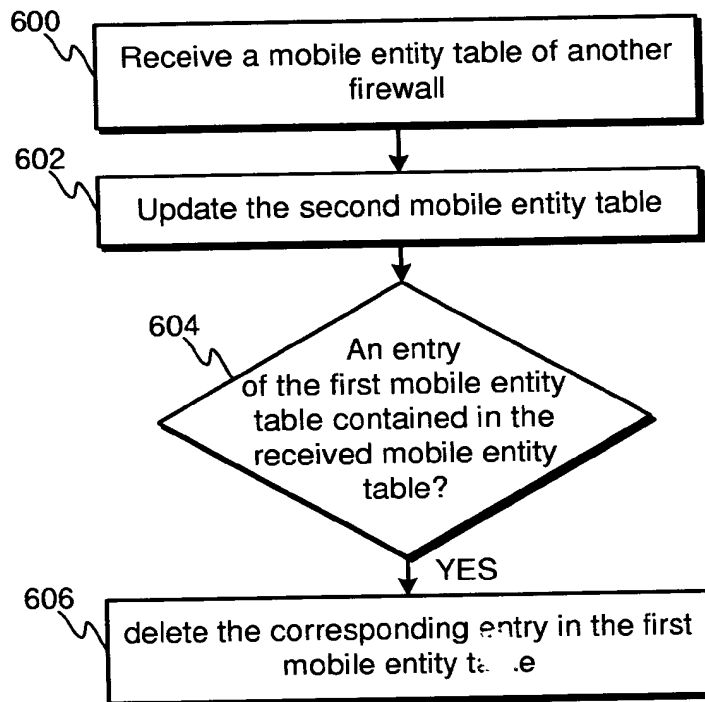 600
Receive a mobile entity table of another
firewall
602
Update the second mobile entity table
604
An entry
of the first mobile entity
table contained in the
received mobile entity
table?
YES
606
delete the corresponding entry in the first
mobile entity